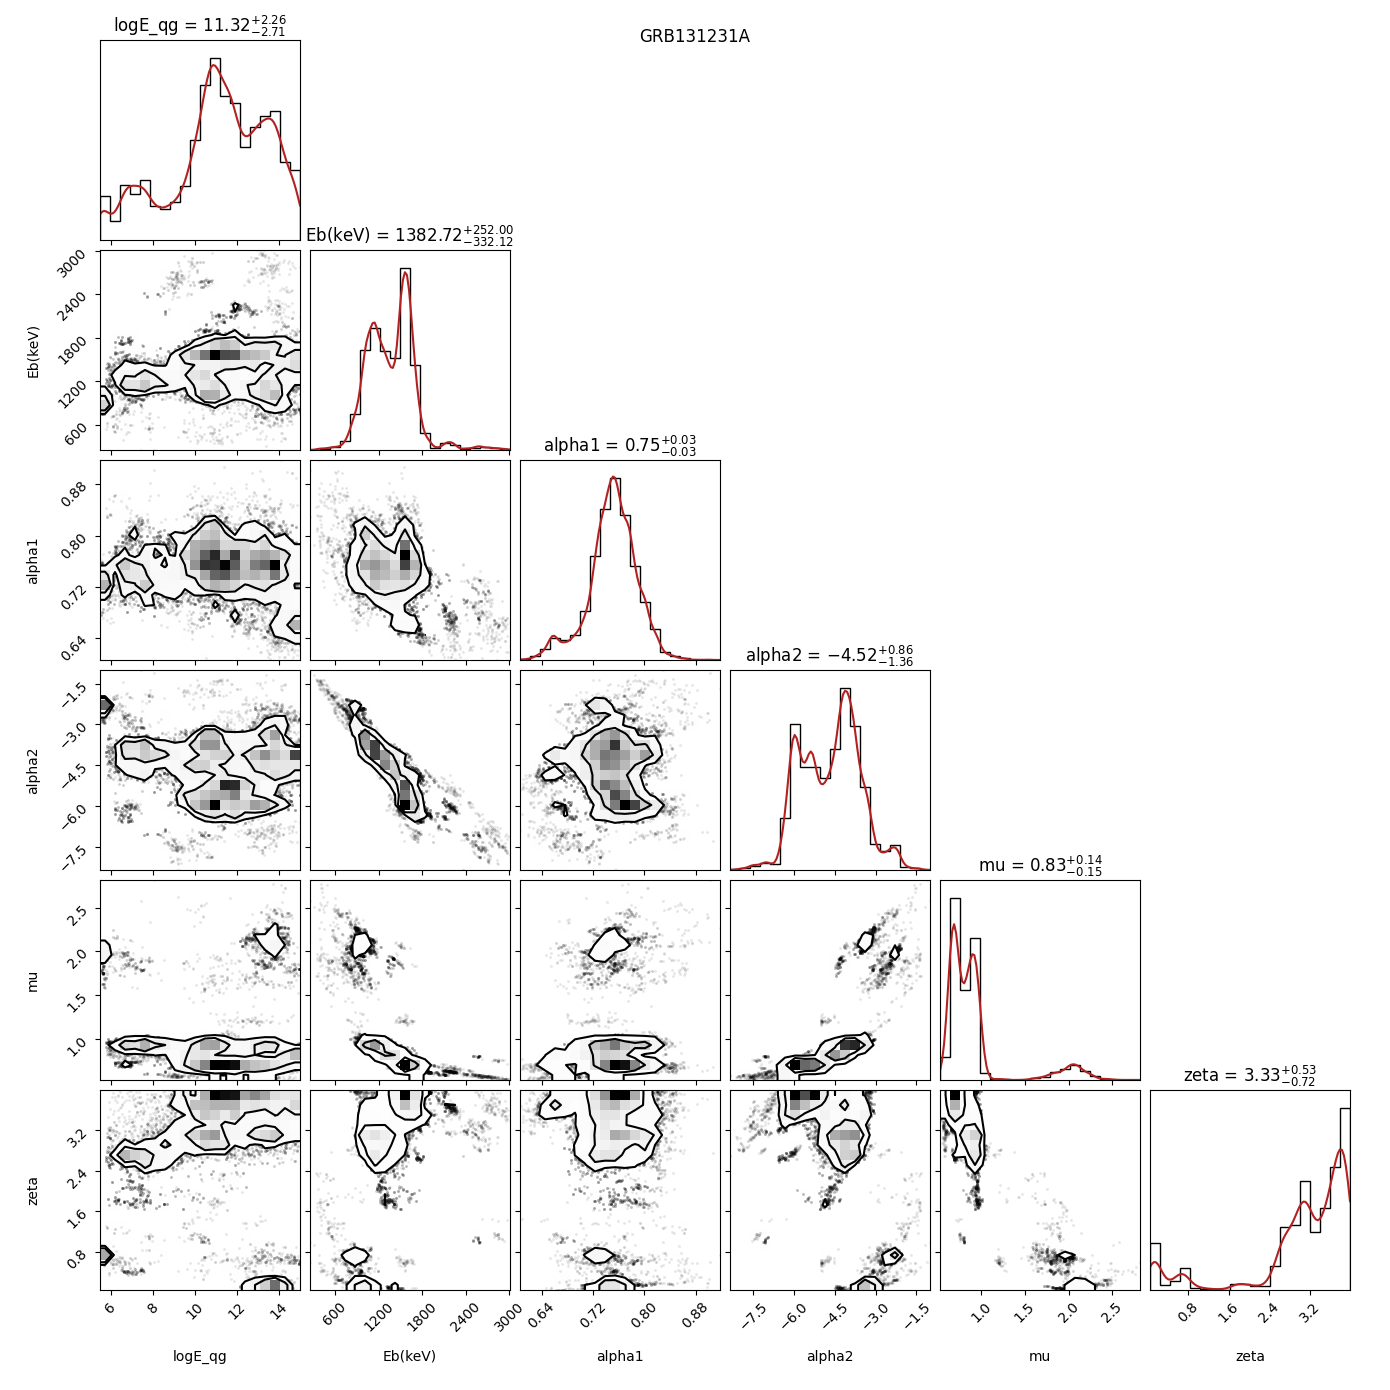 logE_qg = 11.32+2.26−2.71
GRB131231A
Eb(keV) = 1382.72+252.00−332.12
3000
2400
1800
1200
600
Eb(keV)
alpha1 = 0.75+0.03−0.03
0.88
0.80
0.72
0.64
alpha1
alpha2 = −4.52+0.86−1.36
−1.5
−3.0
−4.5
−6.0
−7.5
alpha2
mu = 0.83+0.14−0.15
2.5
2.0
1.5
1.0
mu
zeta = 3.33+0.53−0.72
3.2
2.4
1.6
0.8
zeta
6 8 10 12 14
600 1200 1800 2400 3000
0.64 0.72 0.80 0.88
−7.5 −6.0 −4.5 −3.0 −1.5
1.0 1.5 2.0 2.5
0.8 1.6 2.4 3.2
logE_qg Eb(keV) alpha1 alpha2 mu zeta